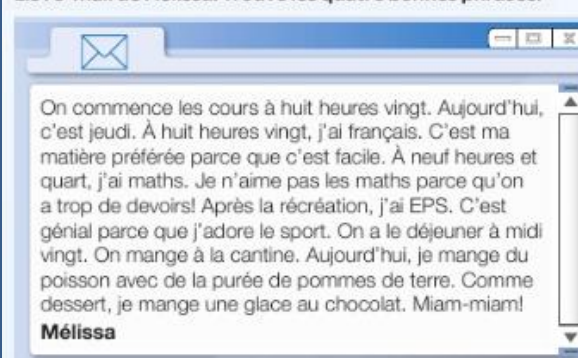 On commence les cours à huit heures vingt. Aujourd'hui,
c'est jeudi. À huit heures vingt, j'ai français. C'est ma
matière préférée parce que c'est facile. À neuf heures et
quart, j'ai maths. Je n'aime pas les maths parce qu'on
a trop de devoirs! Après la récréation, j'ai EPS. C'est
génial parce que j'adore le sport. On a le déjeuner à midi
vingt. On mange à la cantine. Aujourd'hui, je mange du
poisson avec de la purée de pommes de terre. Comme
dessert, je mange une glace au chocolat. Miam-miam!
Mélissa